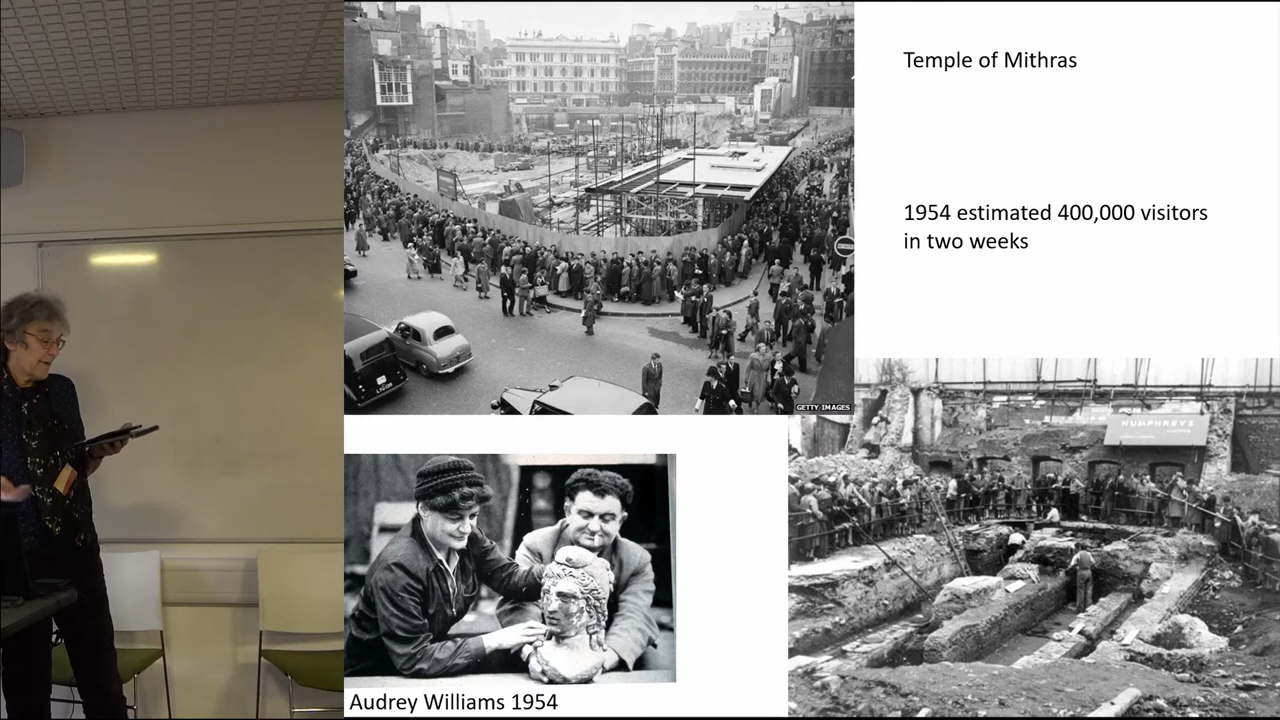 Temple of Mithras
1954 estimated 400,000 visitors
in two weeks
GETTY IMAGES
HUMPHREYS
Audrey Williams 1954